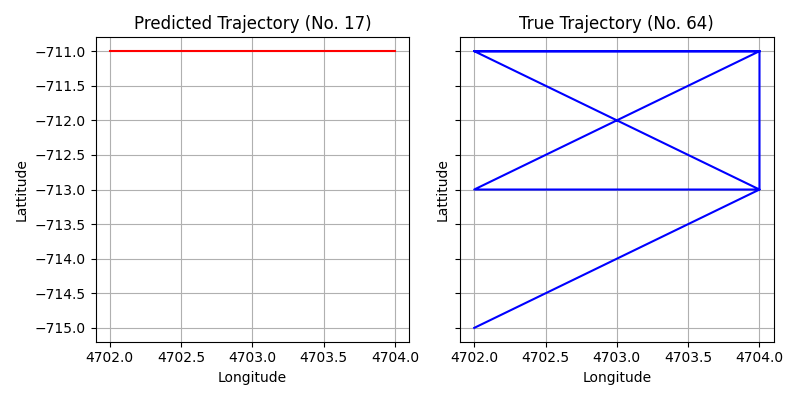 Predicted Trajectory (No. 17)
−711.0
−711.5
−712.0
−712.5
−713.0
−713.5
−714.0
−714.5
−715.0
Lattitude
4702.0 4702.5 4703.0 4703.5 4704.0
Longitude
True Trajectory (No. 64)
Lattitude
4702.0 4702.5 4703.0 4703.5 4704.0
Longitude